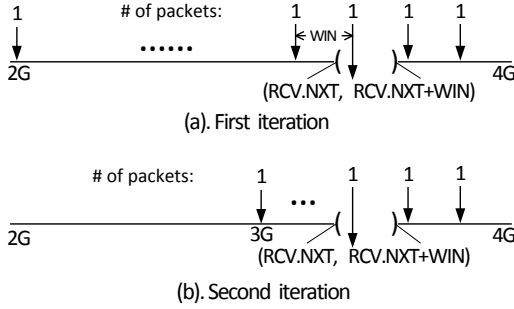 # of packets:
1 1 1 1 1
WIN
......
2G 4G
(RCV.NXT, RCV.NXT+WIN)
(a). First iteration
# of packets:
1 1 1 1
...
2G 3G 4G
(RCV.NXT, RCV.NXT+WIN)
(b). Second iteration